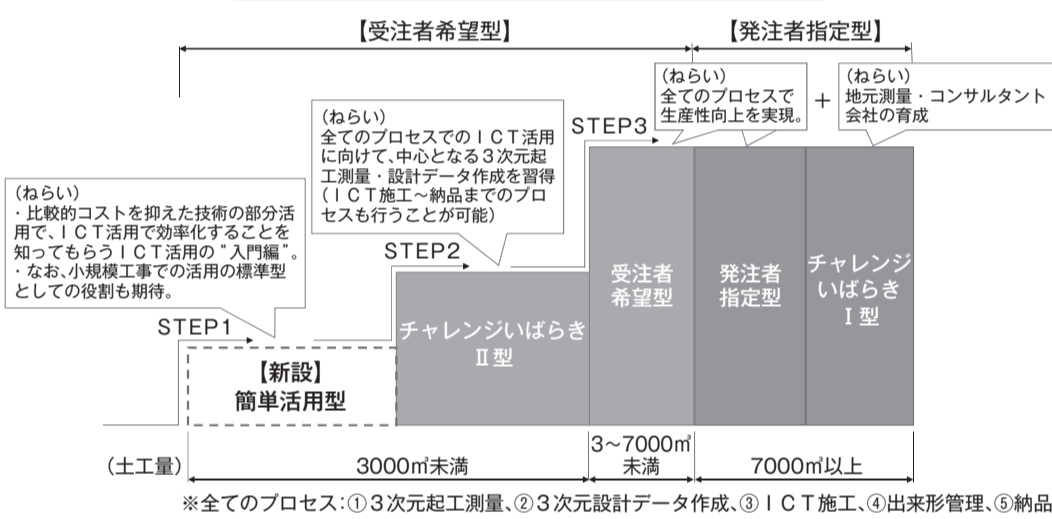 【受注者希望型】
【発注者指定型】
(ねらい)
全てのプロセスで
生産性向上を実現。
+
(ねらい)
地元測量・コンサルタント
会社の育成
(ねらい)
全てのプロセスでのICT活用
に向けて、中心となる3次元起
工測量・設計データ作成を習得
(ICT施工~納品までのプロ
セスも行うことが可能)
STEP3
(ねらい)
・比較的コストを抑えた技術の部分活
用で、ICT活用で効率化することを
知ってもらうICT活用の“入門編”。
・なお、小規模工事での活用の標準型
としての役割も期待。
STEP2
STEP1
【新設】
簡単活用型
チャレンジいばらき
Ⅱ型
受注者
希望型
発注者
指定型
チャレンジ
いばらき
Ⅰ型
(土工量)
3000㎥未満
3~7000㎥
未満
7000㎥以上
※全てのプロセス:①3次元起工測量、②3次元設計データ作成、③ICT施工、④出来形管理、⑤納品